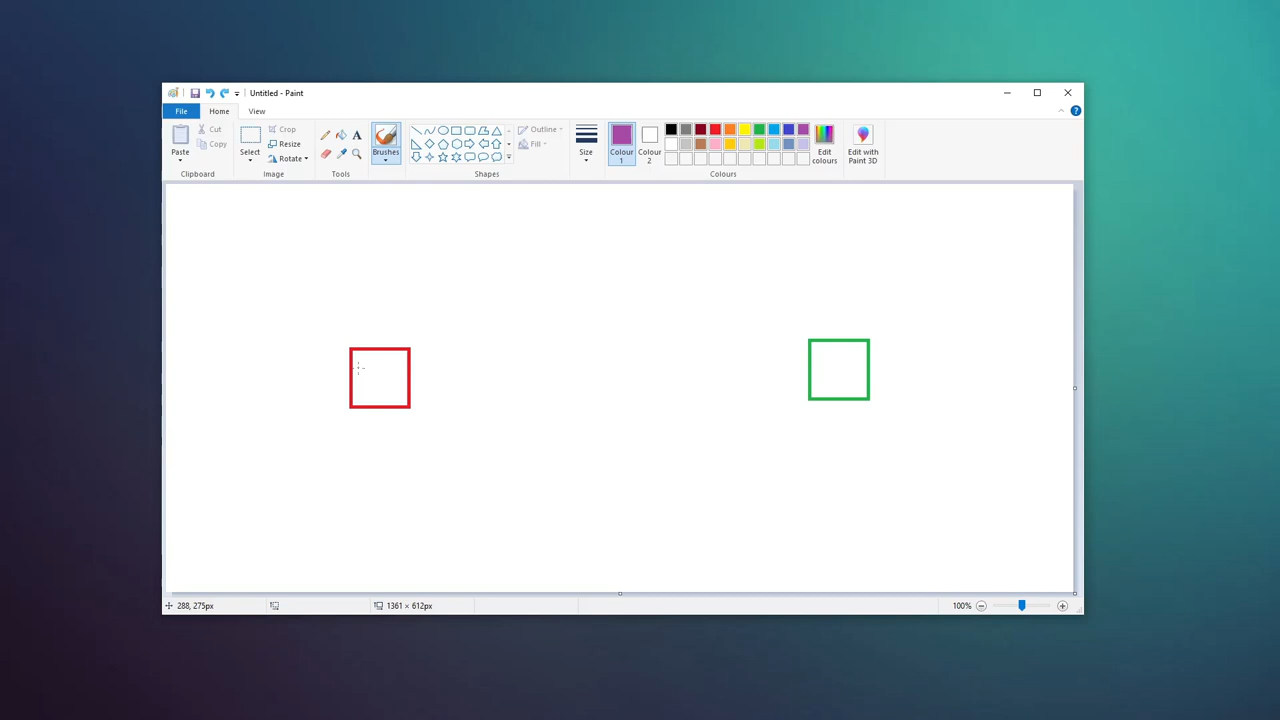 Untitled - Paint
File Home View
Cut Crop Outline Edit with Paint 3D
Copy Resize Fill
Paste Select Rotate Brushes Size Colour 1 Colour 2 Edit colours
Clipboard Image Tools Shapes Colours
288, 275px 1361 × 612px 100%